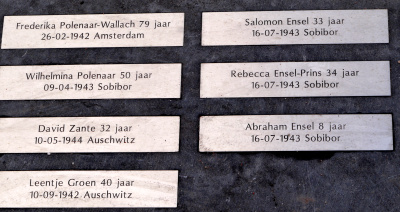 Frederika Polenaar-Wallach 79 jaar
26-02-1942 Amsterdam
Wilhelmina Polenaar 50 jaar
09-04-1943 Sobibor
David Zante 32 jaar
10-05-1944 Auschwitz
Leentje Groen 40 jaar
10-09-1942 Auschwitz
Salomon Ensel 33 jaar
16-07-1943 Sobibor
Rebecca Ensel-Prins 34 jaar
16-07-1943 Sobibor
Abraham Ensel 8 jaar
16-07-1943 Sobibor